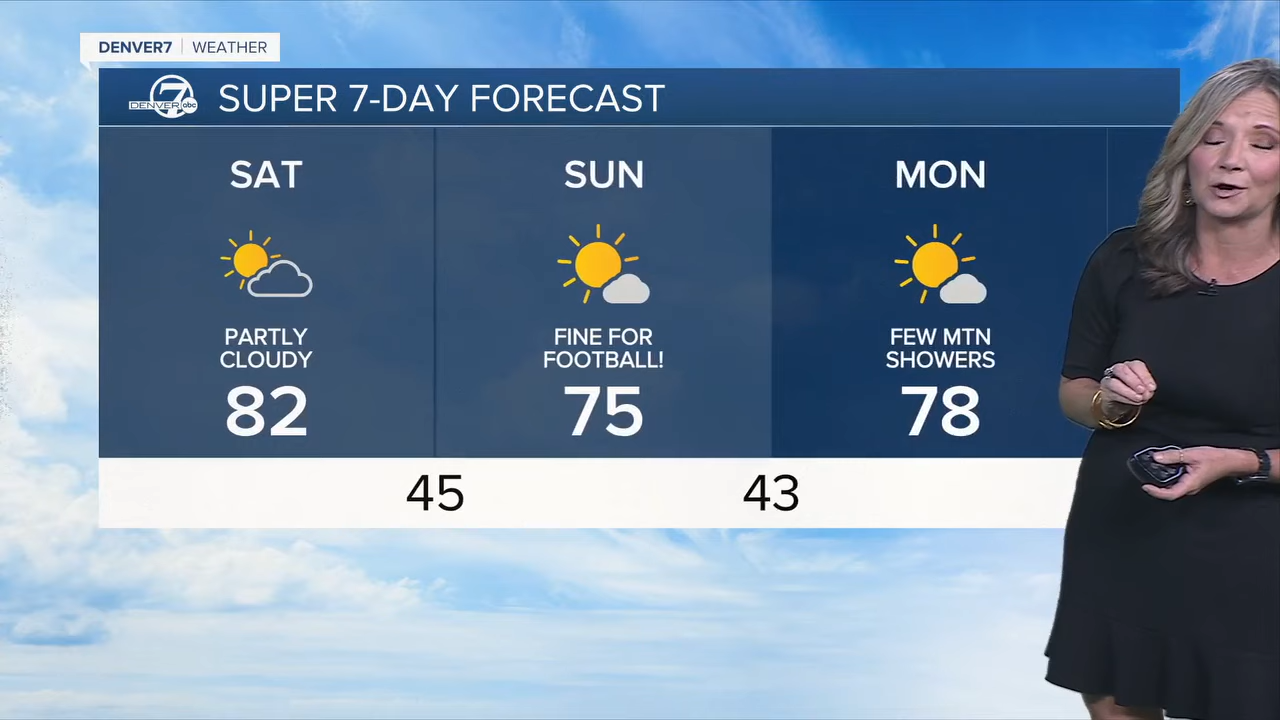 DENVER7 | WEATHER
7
DENVER abc
SUPER 7-DAY FORECAST
SAT
PARTLY
CLOUDY
82
SUN
FINE FOR
FOOTBALL!
75
MON
FEW MTN
SHOWERS
78
45
43